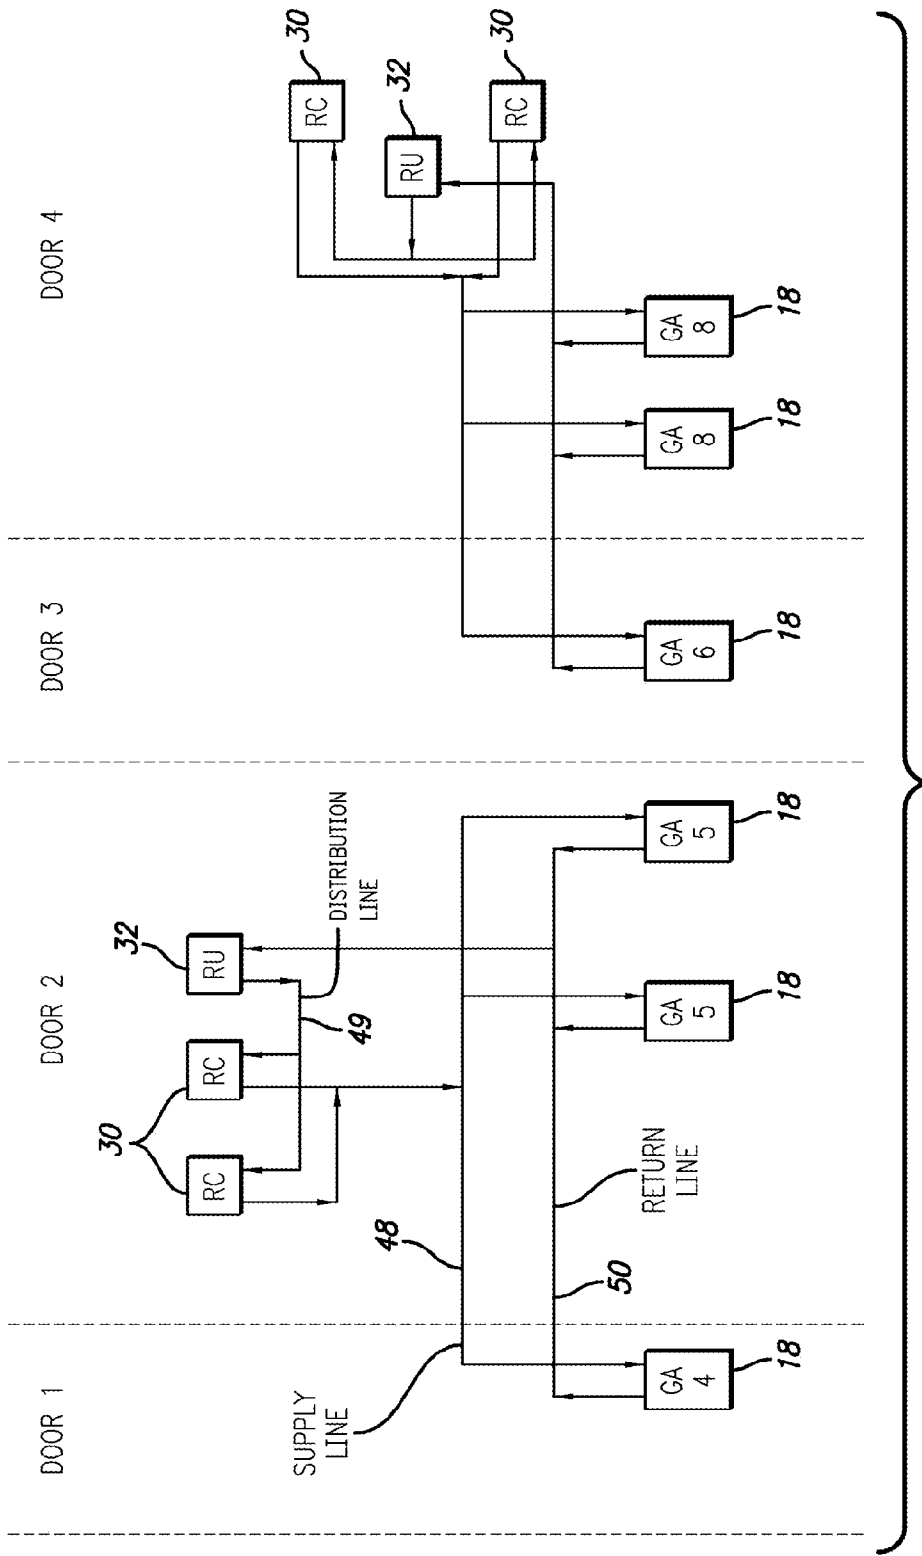 DOOR 1
DOOR 2
DOOR 3
DOOR 4
30
RC
RC
RU
32
49
DISTRIBUTION
LINE
RC
30
RU
32
RC
30
SUPPLY
LINE
48
50
RETURN
LINE
GA
4
18
GA
5
18
GA
5
18
GA
6
18
GA
8
18
GA
8
18